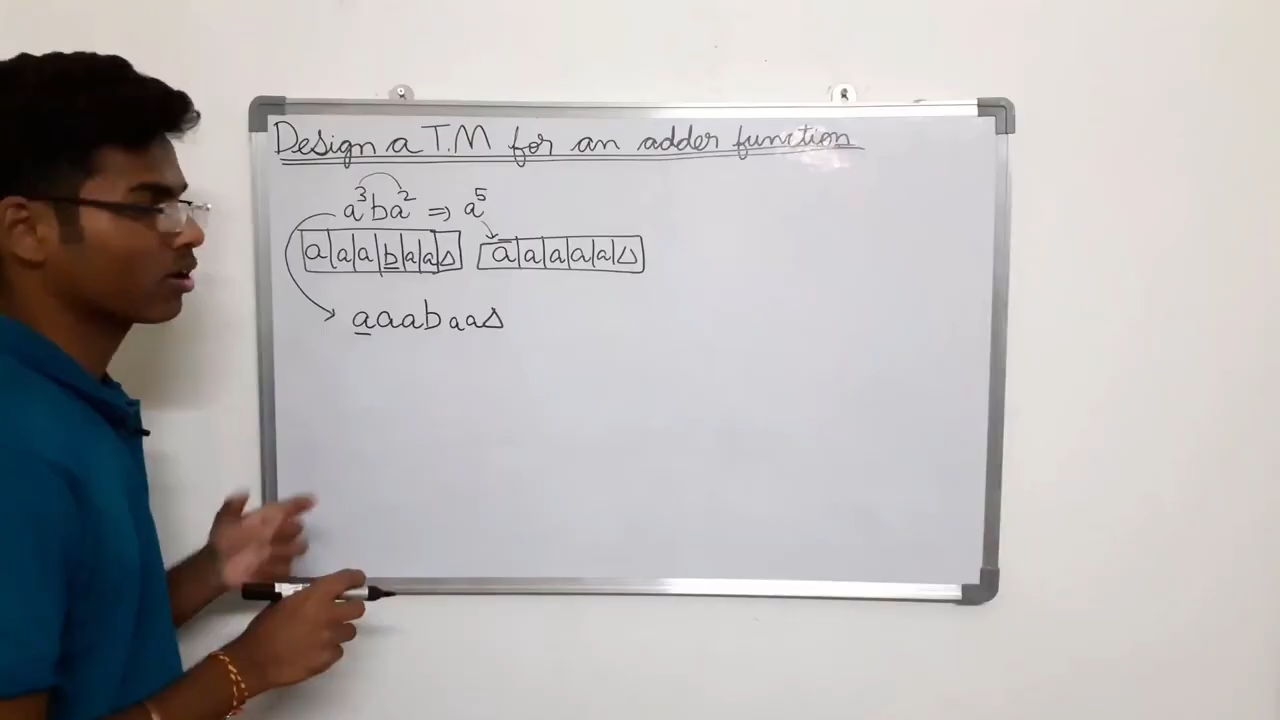 Design a T.M for an adder function
a³ba² ⇒ a⁵
a a a b a a Δ a a a a a Δ
aaabaaΔ